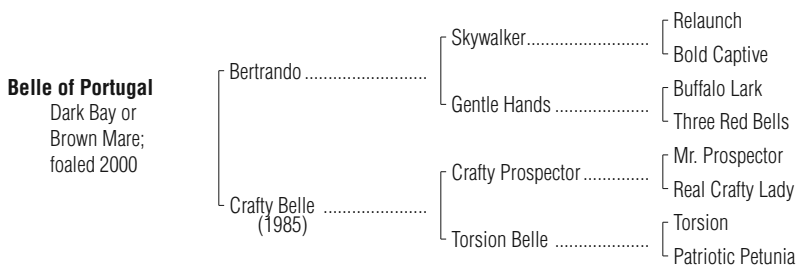 Belle of Portugal
Dark Bay or
Brown Mare;
foaled 2000
Bertrando
Crafty Belle
(1985)
Skywalker
Gentle Hands
Crafty Prospector
Torsion Belle
Relaunch
Bold Captive
Buffalo Lark
Three Red Bells
Mr. Prospector
Real Crafty Lady
Torsion
Patriotic Petunia